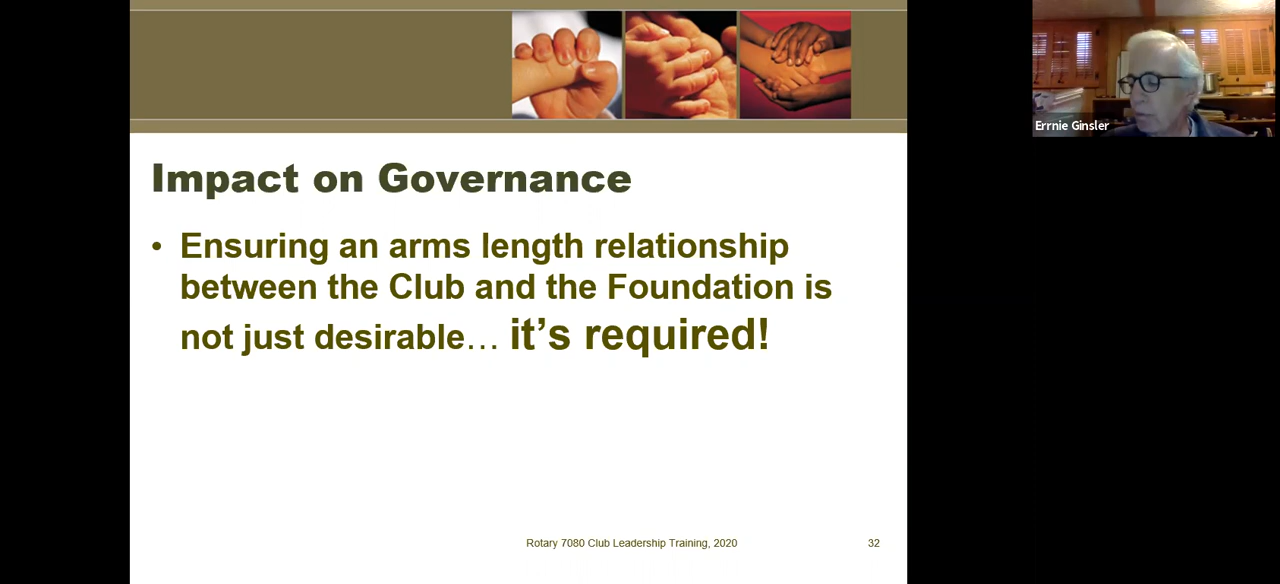 Errnie Ginsler
Impact on Governance
• Ensuring an arms length relationship
between the Club and the Foundation is
not just desirable… it’s required!
Rotary 7080 Club Leadership Training, 2020
32